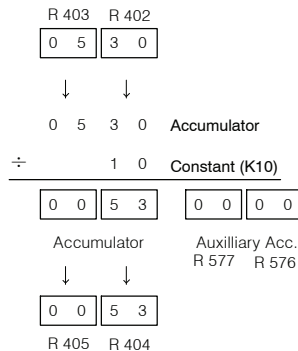 R 403 R 402
0 5 3 0
↓ ↓
0 5 3 0 Accumulator
÷ 1 0 Constant (K10)
0 0 5 3 0 0 0 0
Accumulator Auxilliary Acc.
R 577 R 576
↓ ↓
0 0 5 3
R 405 R 404